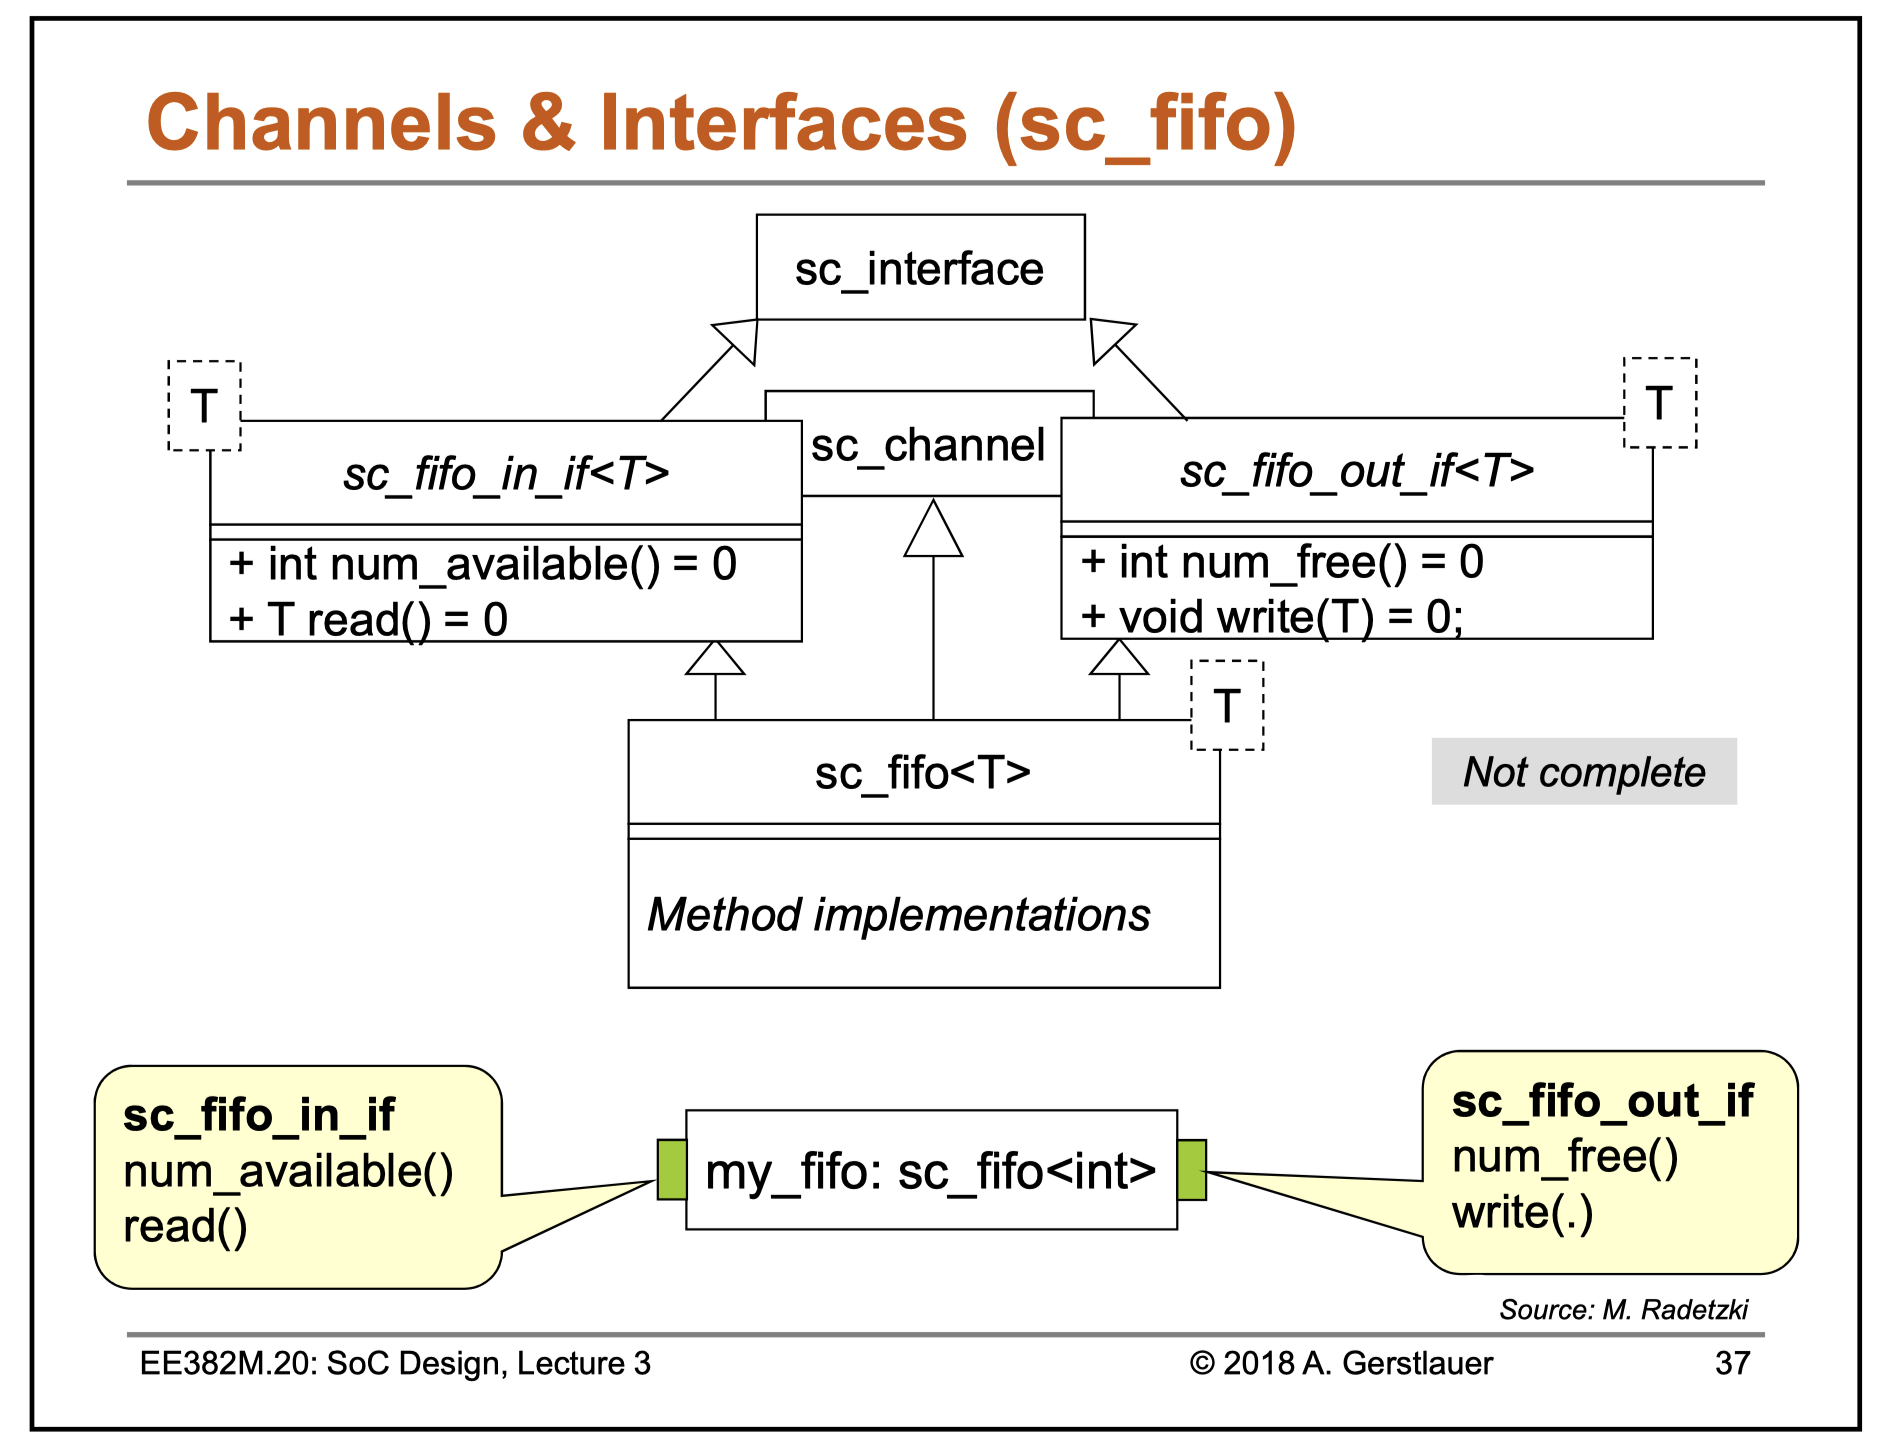 Channels & Interfaces (sc_fifo)
sc_interface
T
T
sc_fifo_in_if<T>
sc_channel
sc_fifo_out_if<T>
+ int num_available() = 0
+ T read() = 0
+ int num_free() = 0
+ void write(T) = 0;
T
sc_fifo<T>
Not complete
Method implementations
sc_fifo_in_if
num_available()
read()
my_fifo: sc_fifo<int>
sc_fifo_out_if
num_free()
write(.)
Source: M. Radetzki
EE382M.20: SoC Design, Lecture 3
© 2018 A. Gerstlauer
37